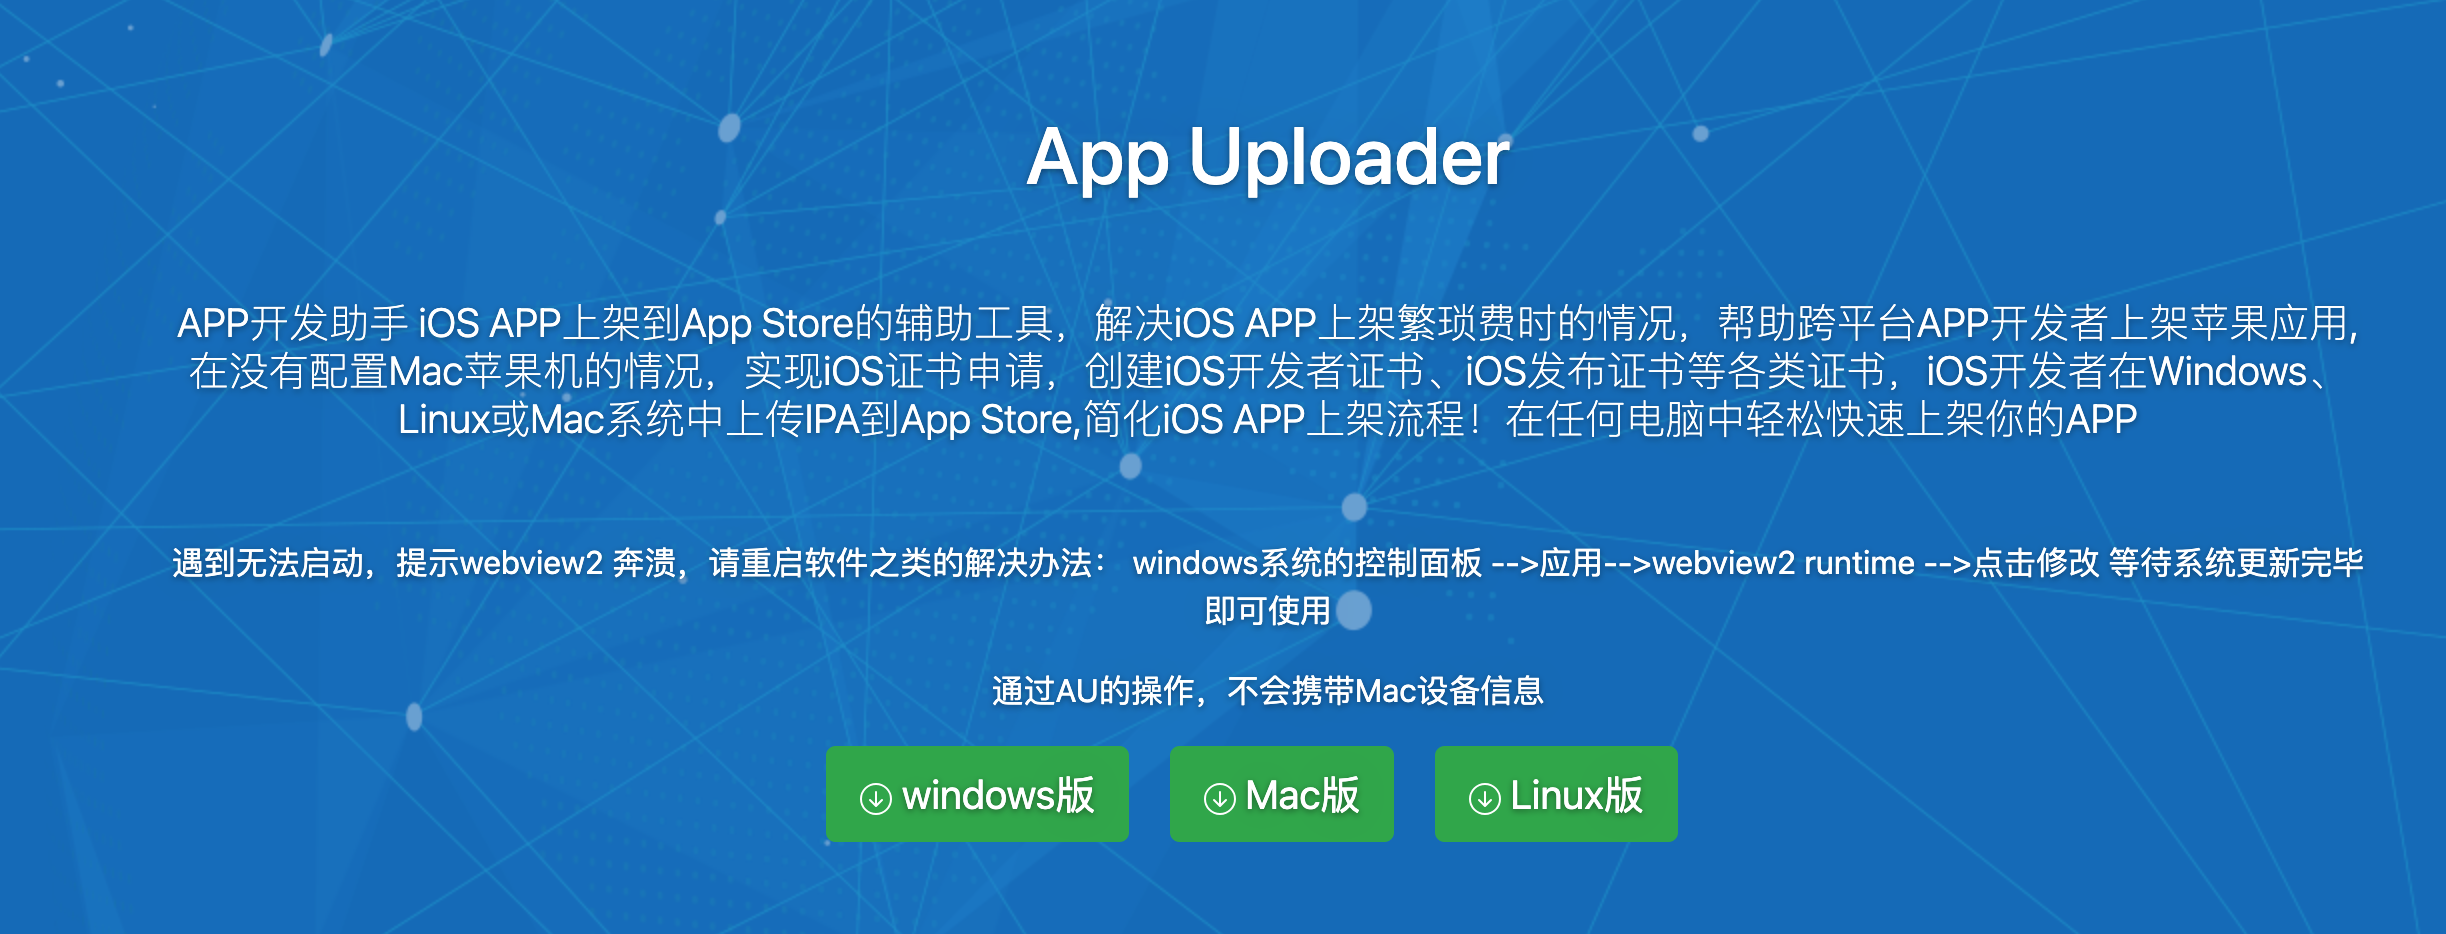 App Uploader
APP开发助手 iOS APP上架到App Store的辅助工具，解决iOS APP上架繁琐费时的情况，帮助跨平台APP开发者上架苹果应用,
在没有配置Mac苹果机的情况，实现iOS证书申请，创建iOS开发者证书、iOS发布证书等各类证书，iOS开发者在Windows、
Linux或Mac系统中上传IPA到App Store,简化iOS APP上架流程！在任何电脑中轻松快速上架你的APP
遇到无法启动，提示webview2 奔溃，请重启软件之类的解决办法： windows系统的控制面板 -->应用-->webview2 runtime -->点击修改 等待系统更新完毕
即可使用
通过AU的操作，不会携带Mac设备信息
windows版
Mac版
Linux版